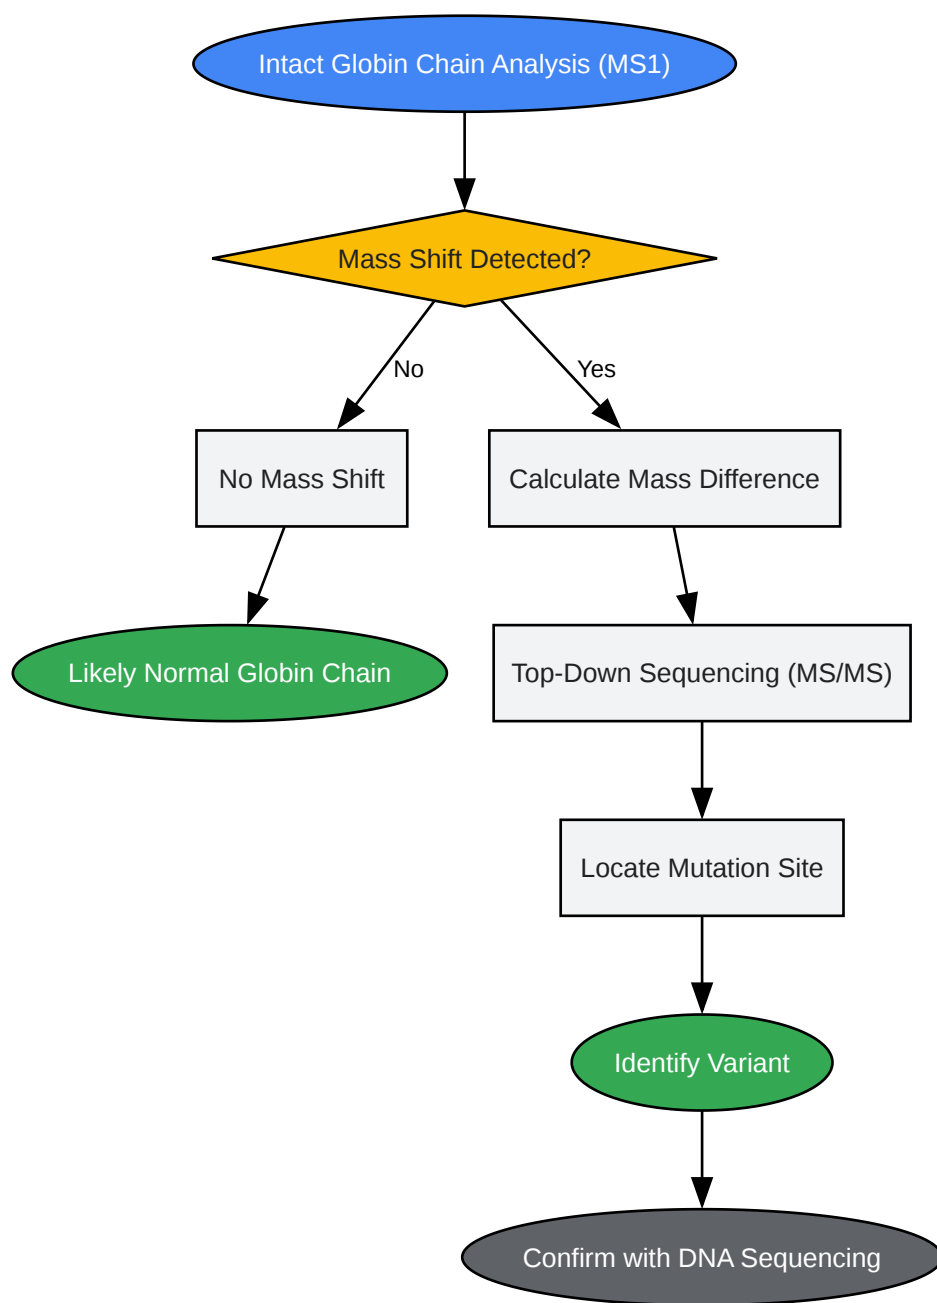 Intact Globin Chain Analysis (MS1)
Mass Shift Detected?
No
Yes
No Mass Shift
Calculate Mass Difference
Likely Normal Globin Chain
Top-Down Sequencing (MS/MS)
Locate Mutation Site
Identify Variant
Confirm with DNA Sequencing